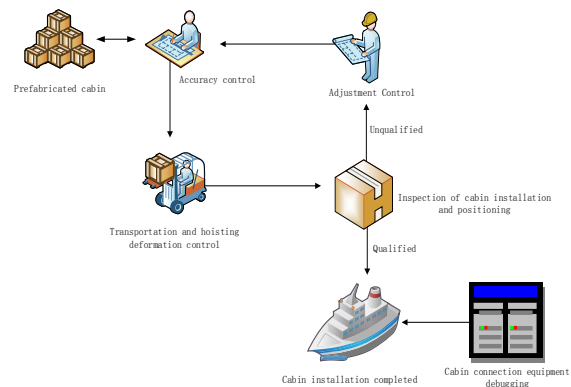 Prefabricated cabin
Accuracy control
Adjustment Control
Unqualified
Transportation and hoisting
deformation control
Inspection of cabin installation
and positioning
Qualified
Cabin installation completed
Cabin connection equipment
debugging